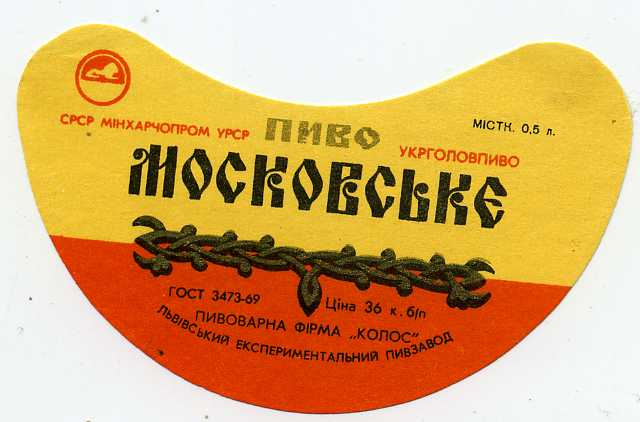 СРСР МІНХАРЧОПРОМ УРСР
ПИВО
МІСТК. 0,5 л.
УКРГОЛОВПИВО
МОСКОВСЬКЕ
ГОСТ 3473-69
Ціна 36 к. б/п
ПИВОВАРНА ФІРМА „КОЛОС"
ЛЬВІВСЬКИЙ ЕКСПЕРИМЕНТАЛЬНИЙ ПИВЗАВОД